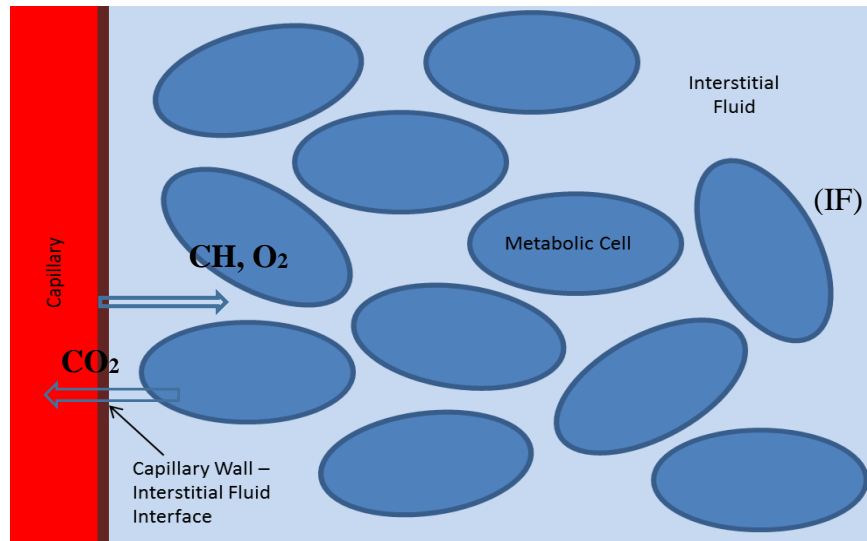 Interstitial
Fluid
(IF)
Metabolic Cell
CH, O₂
Capillary
CO₂
Capillary Wall –
Interstitial Fluid
Interface